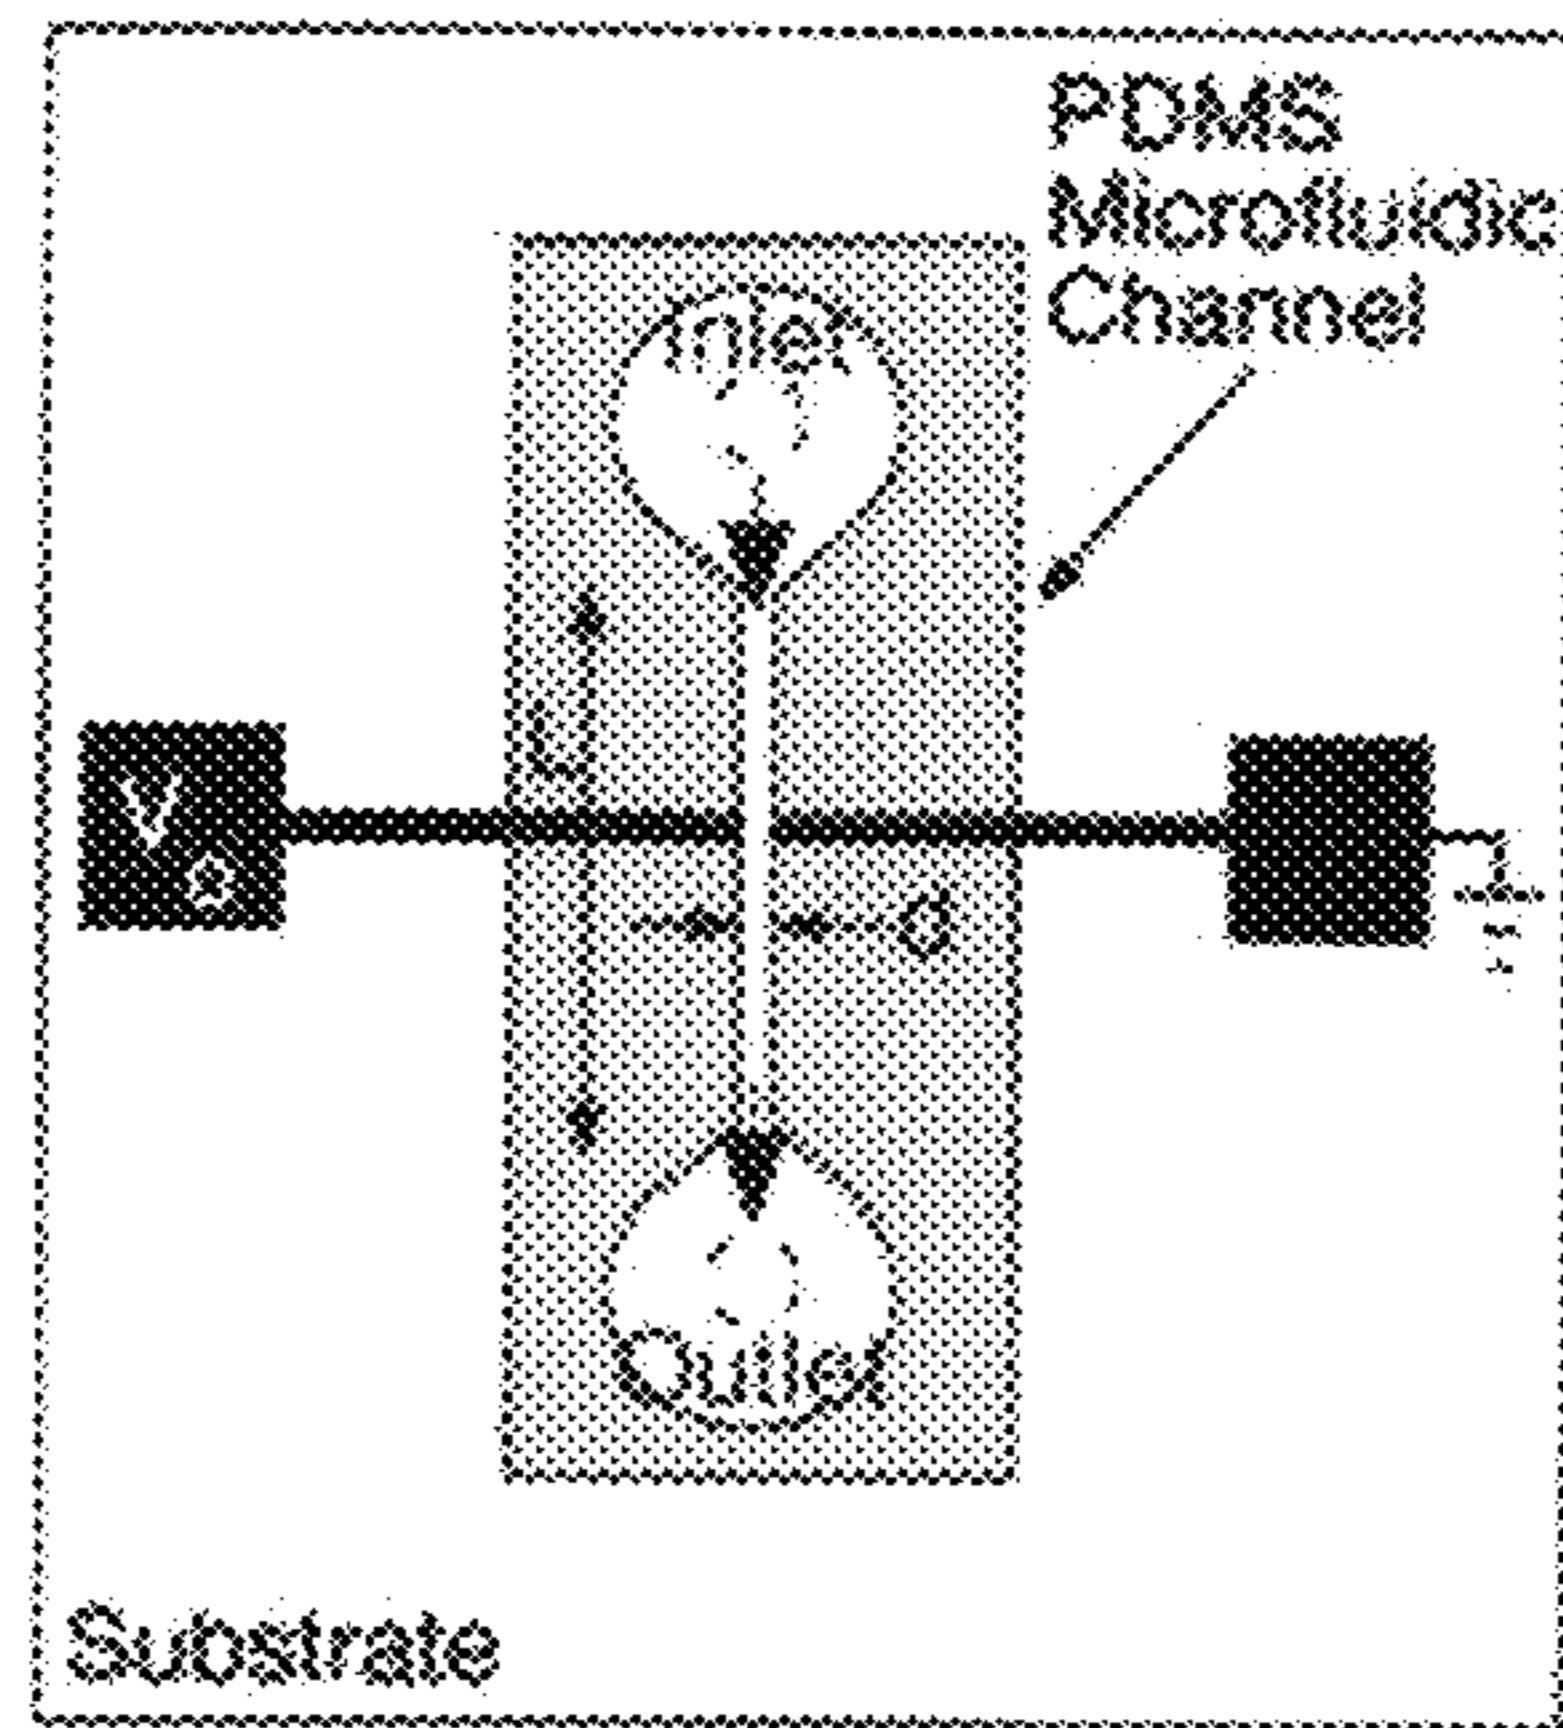 PDMS
Microfluidic
Channel
Inlet
L
V
d
Outlet
Substrate